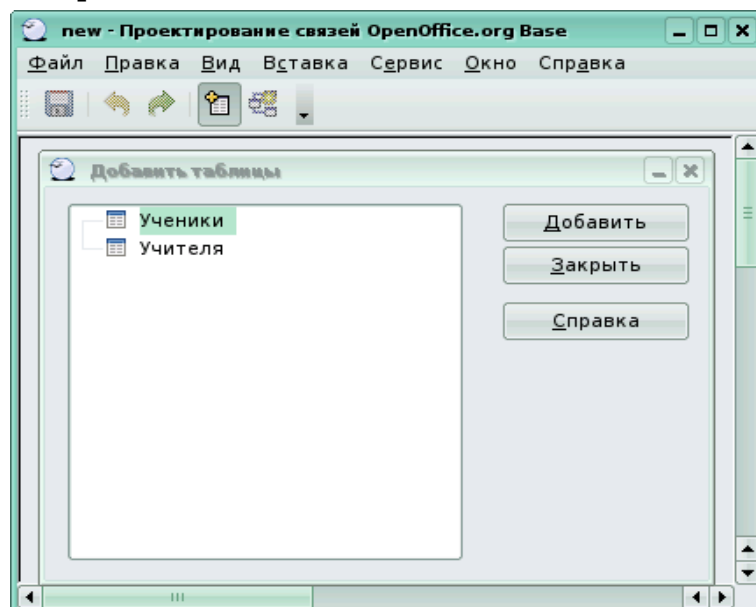 new - Проектирование связей OpenOffice.org Base
Файл Правка Вид Вставка Сервис Окно Справка
Добавить таблицы
Ученики
Учителя
Добавить
Закрыть
Справка